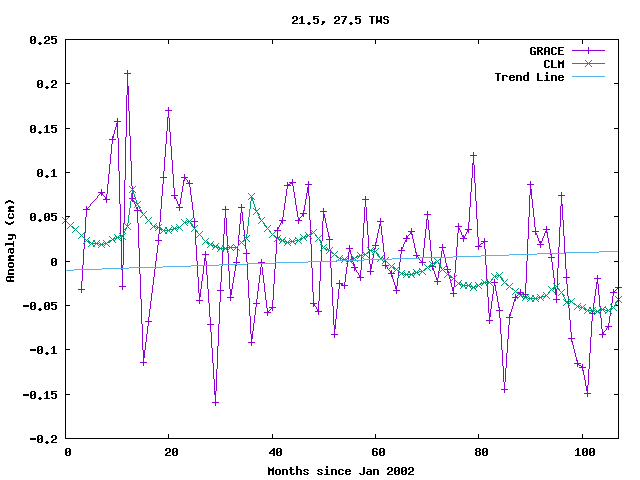 21.5, 27.5 TWS
GRACE
CLM
Trend Line
0.25
0.2
0.15
0.1
0.05
0
-0.05
-0.1
-0.15
-0.2
Anomaly (cm)
0 20 40 60 80 100
Months since Jan 2002